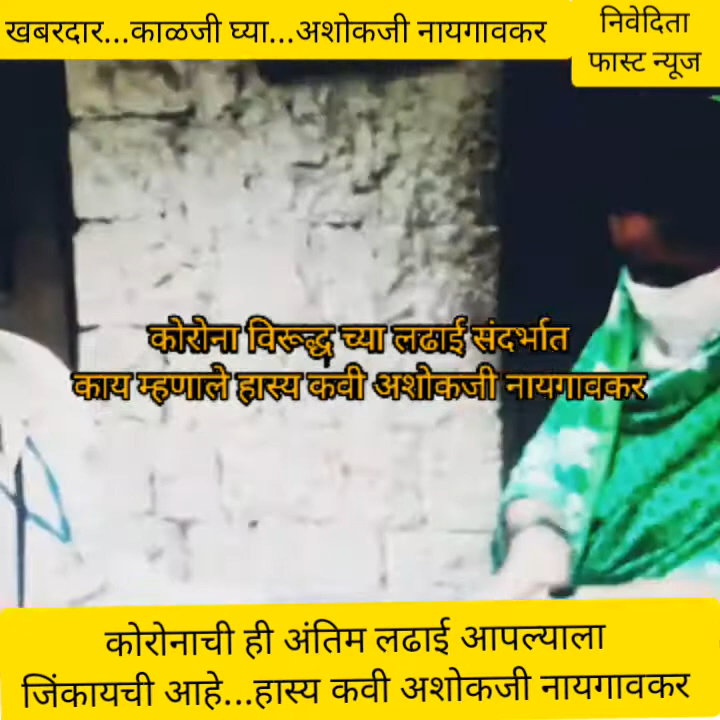 खबरदार...काळजी घ्या...अशोकजी नायगावकर
निवेदिता
फास्ट न्यूज
कोरोना विरूद्ध च्या लढाई संदर्भात
काय म्हणाले हास्य कवी अशोकजी नायगावकर
कोरोनाची ही अंतिम लढाई आपल्याला
जिंकायची आहे...हास्य कवी अशोकजी नायगावकर